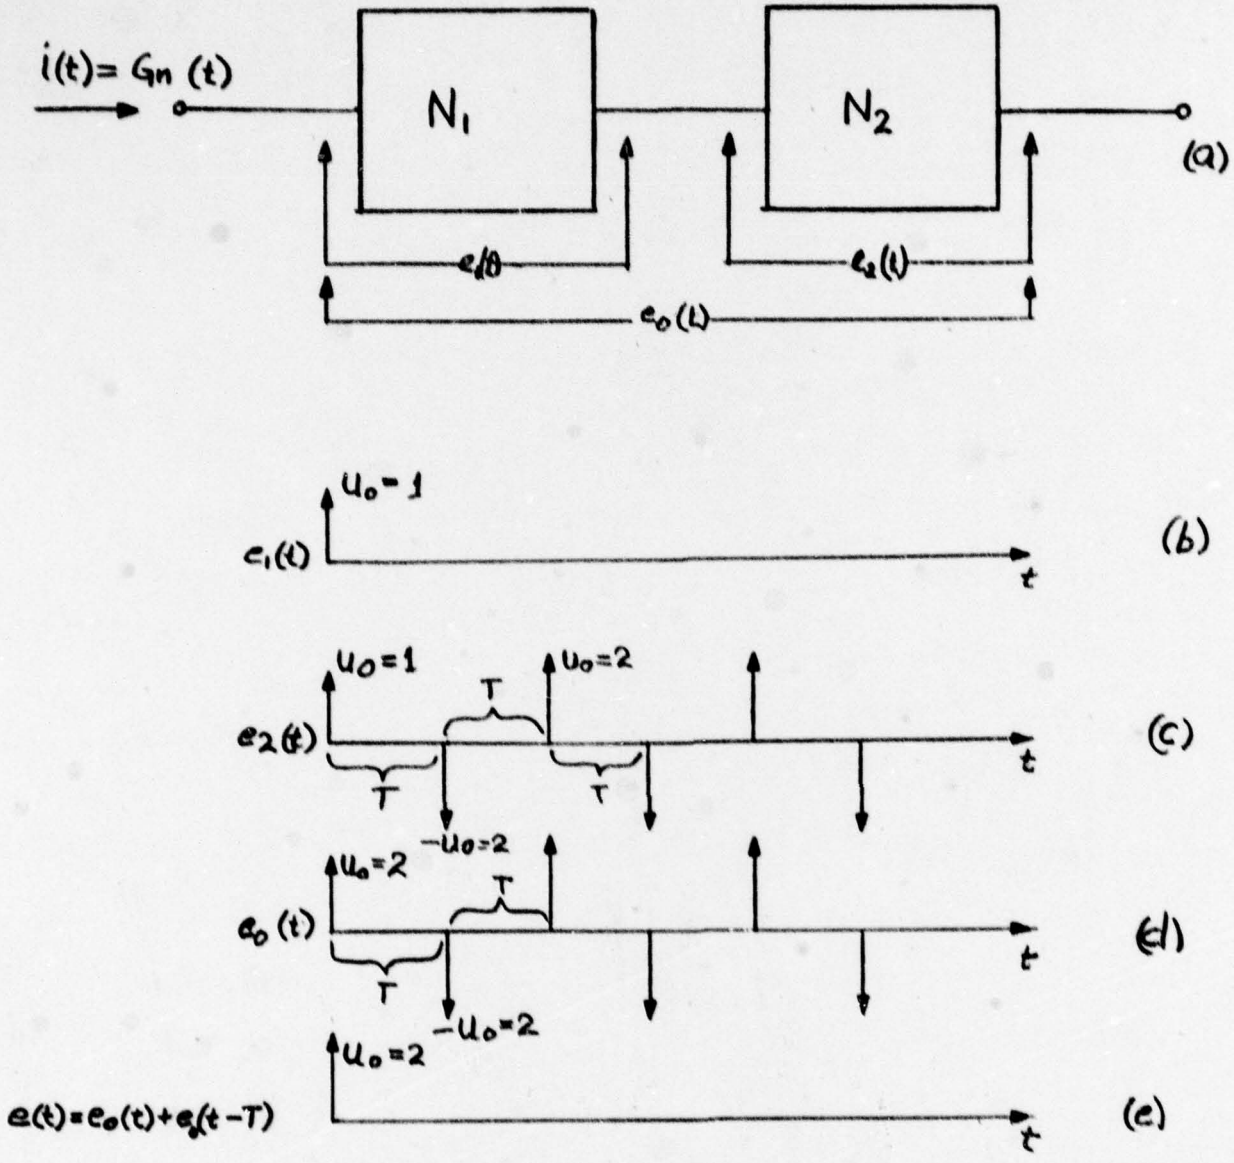 i(t)= Gn (t)
N1
N2
(a)
e2(t)
e0(t)
u0-1
e1(t)
t
(b)
u0=1
T
u0=2
e2(t)
T
T
t
(c)
-u0=2
u0=2
T
e0(t)
T
t
(d)
-u0=2
u0=2
e(t)=e0(t)+e0(t-T)
t
(e)